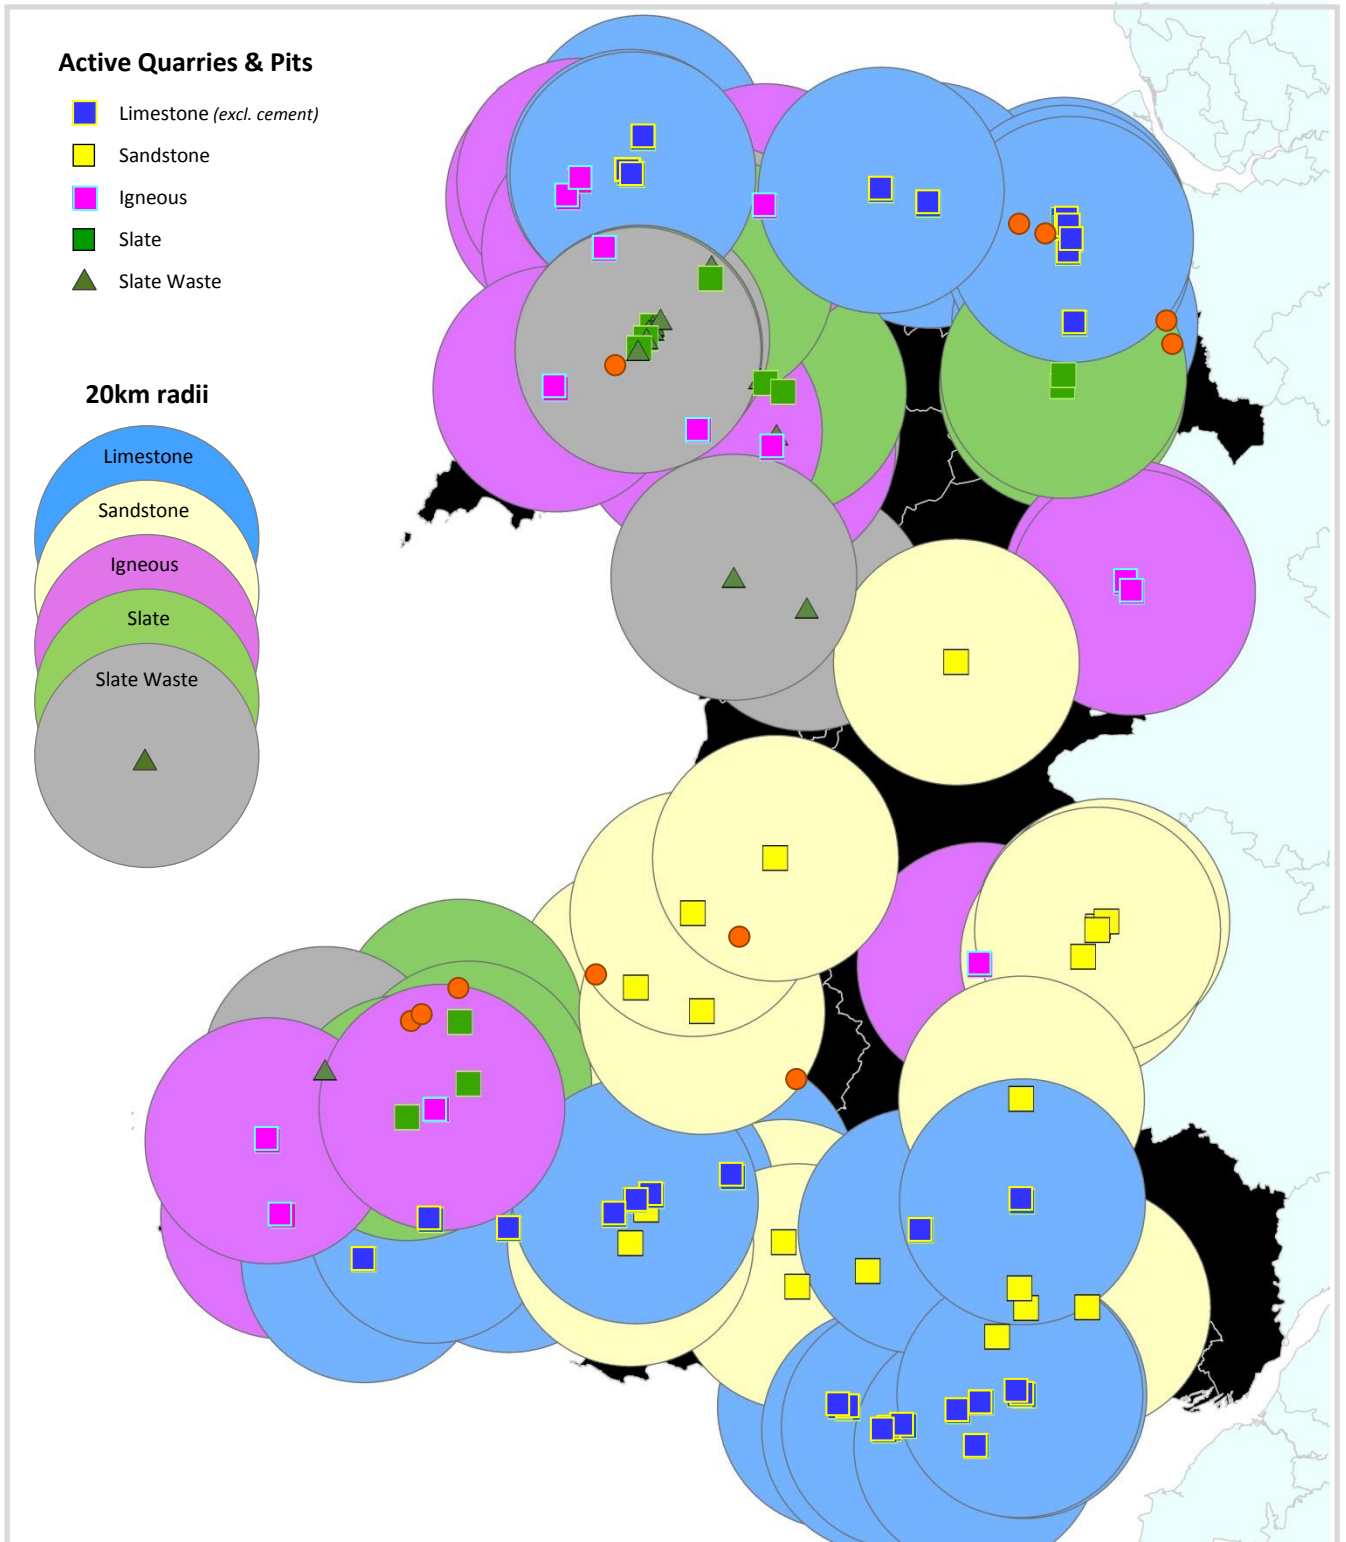 Active Quarries & Pits
Limestone (excl. cement)
Sandstone
Igneous
Slate
Slate Waste
20km radii
Limestone
Sandstone
Igneous
Slate
Slate Waste